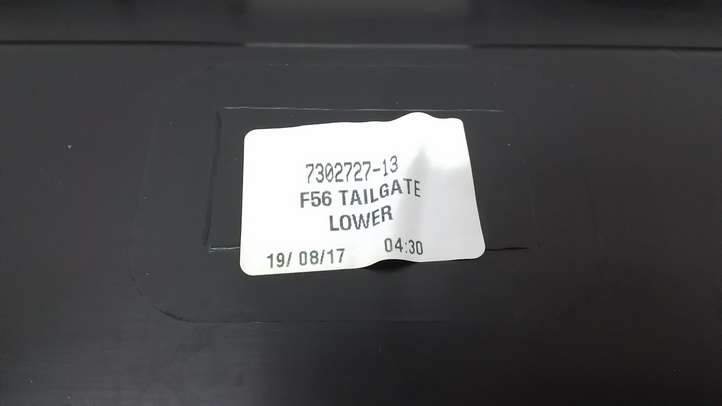 7302727-13
F56 TAILGATE
LOWER
19/ 08/17 04:30